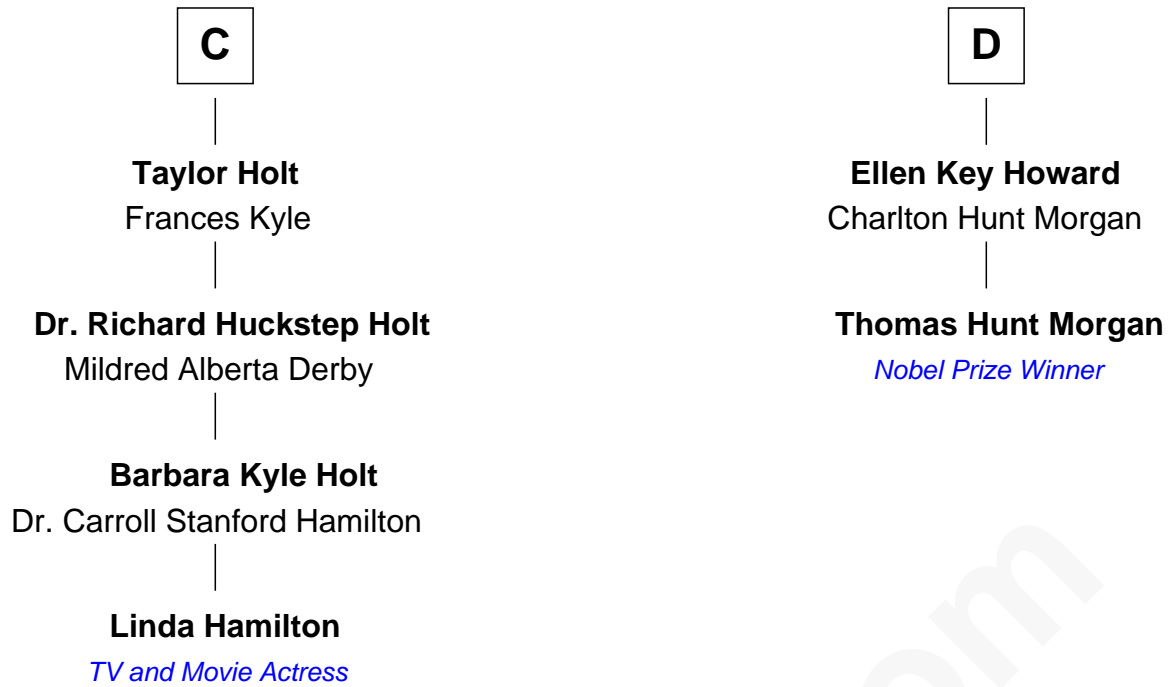 C
Taylor Holt
Frances Kyle
Dr. Richard Huckstep Holt
Mildred Alberta Derby
Barbara Kyle Holt
Dr. Carroll Stanford Hamilton
Linda Hamilton
TV and Movie Actress
D
Ellen Key Howard
Charlton Hunt Morgan
Thomas Hunt Morgan
Nobel Prize Winner
om